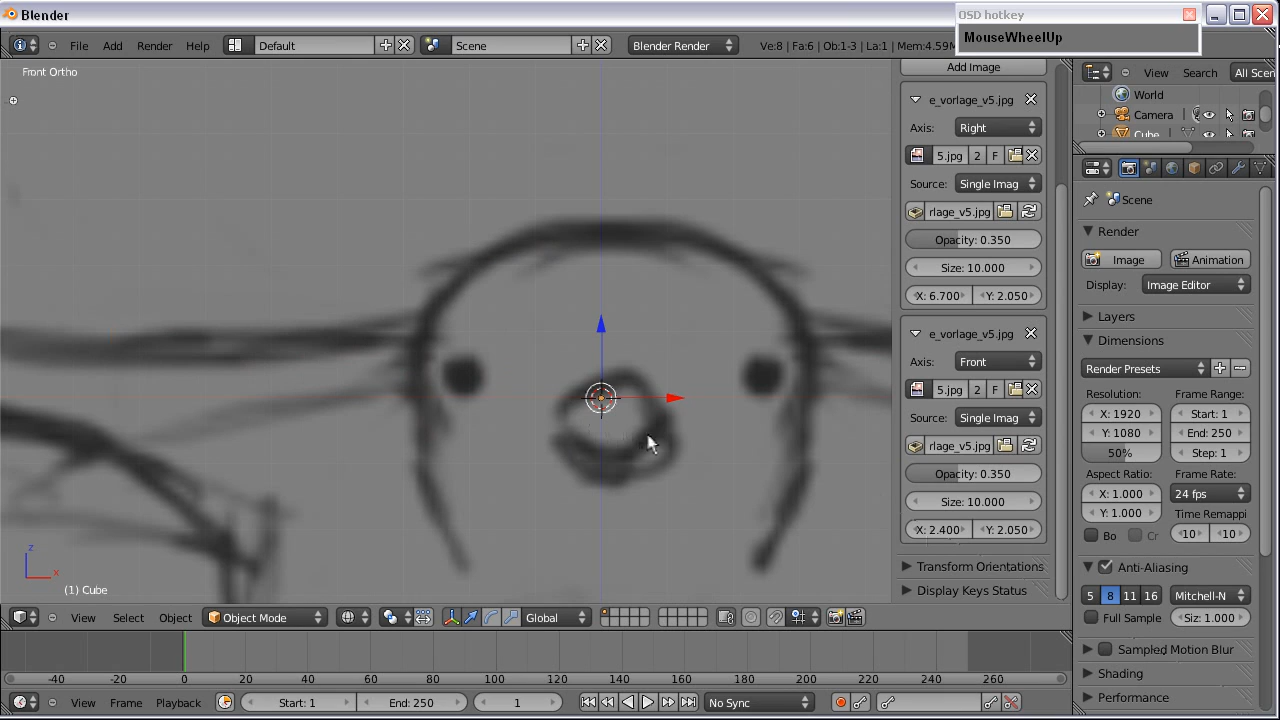 Blender
OSD hotkey
MouseWheelUp
File Add Render Help Default Scene Blender Render Ve:8 | Fa:6 | Ob:1-3 | La:1 | Mem:4.59M
Front Ortho
Add Image
e_vorlage_v5.jpg
Axis: Right
5.jpg 2 F
Source: Single Imag
rlage_v5.jpg
Opacity: 0.350
Size: 10.000
X: 6.700 Y: 2.050
e_vorlage_v5.jpg
Axis: Front
5.jpg 2 F
Source: Single Imag
rlage_v5.jpg
Opacity: 0.350
Size: 10.000
X: 2.400 Y: 2.050
Transform Orientations
Display Keys Status
View Search All Scen
World
Camera
Cube
Scene
Render
Image Animation
Display: Image Editor
Layers
Dimensions
Render Presets
Resolution: Frame Range:
X: 1920 Start: 1
Y: 1080 End: 250
50% Step: 1
Aspect Ratio: Frame Rate:
X: 1.000 24 fps
Y: 1.000 Time Remappi
Bo Cr 10 10
Anti-Aliasing
5 8 11 16 Mitchell-N
Full Sample Siz: 1.000
Sampled Motion Blur
Shading
Performance
z
x
(1) Cube
View Select Object Object Mode Global
-40 -20 0 20 40 60 80 100 120 140 160 180 200 220 240 260
View Frame Playback Start: 1 End: 250 1 No Sync